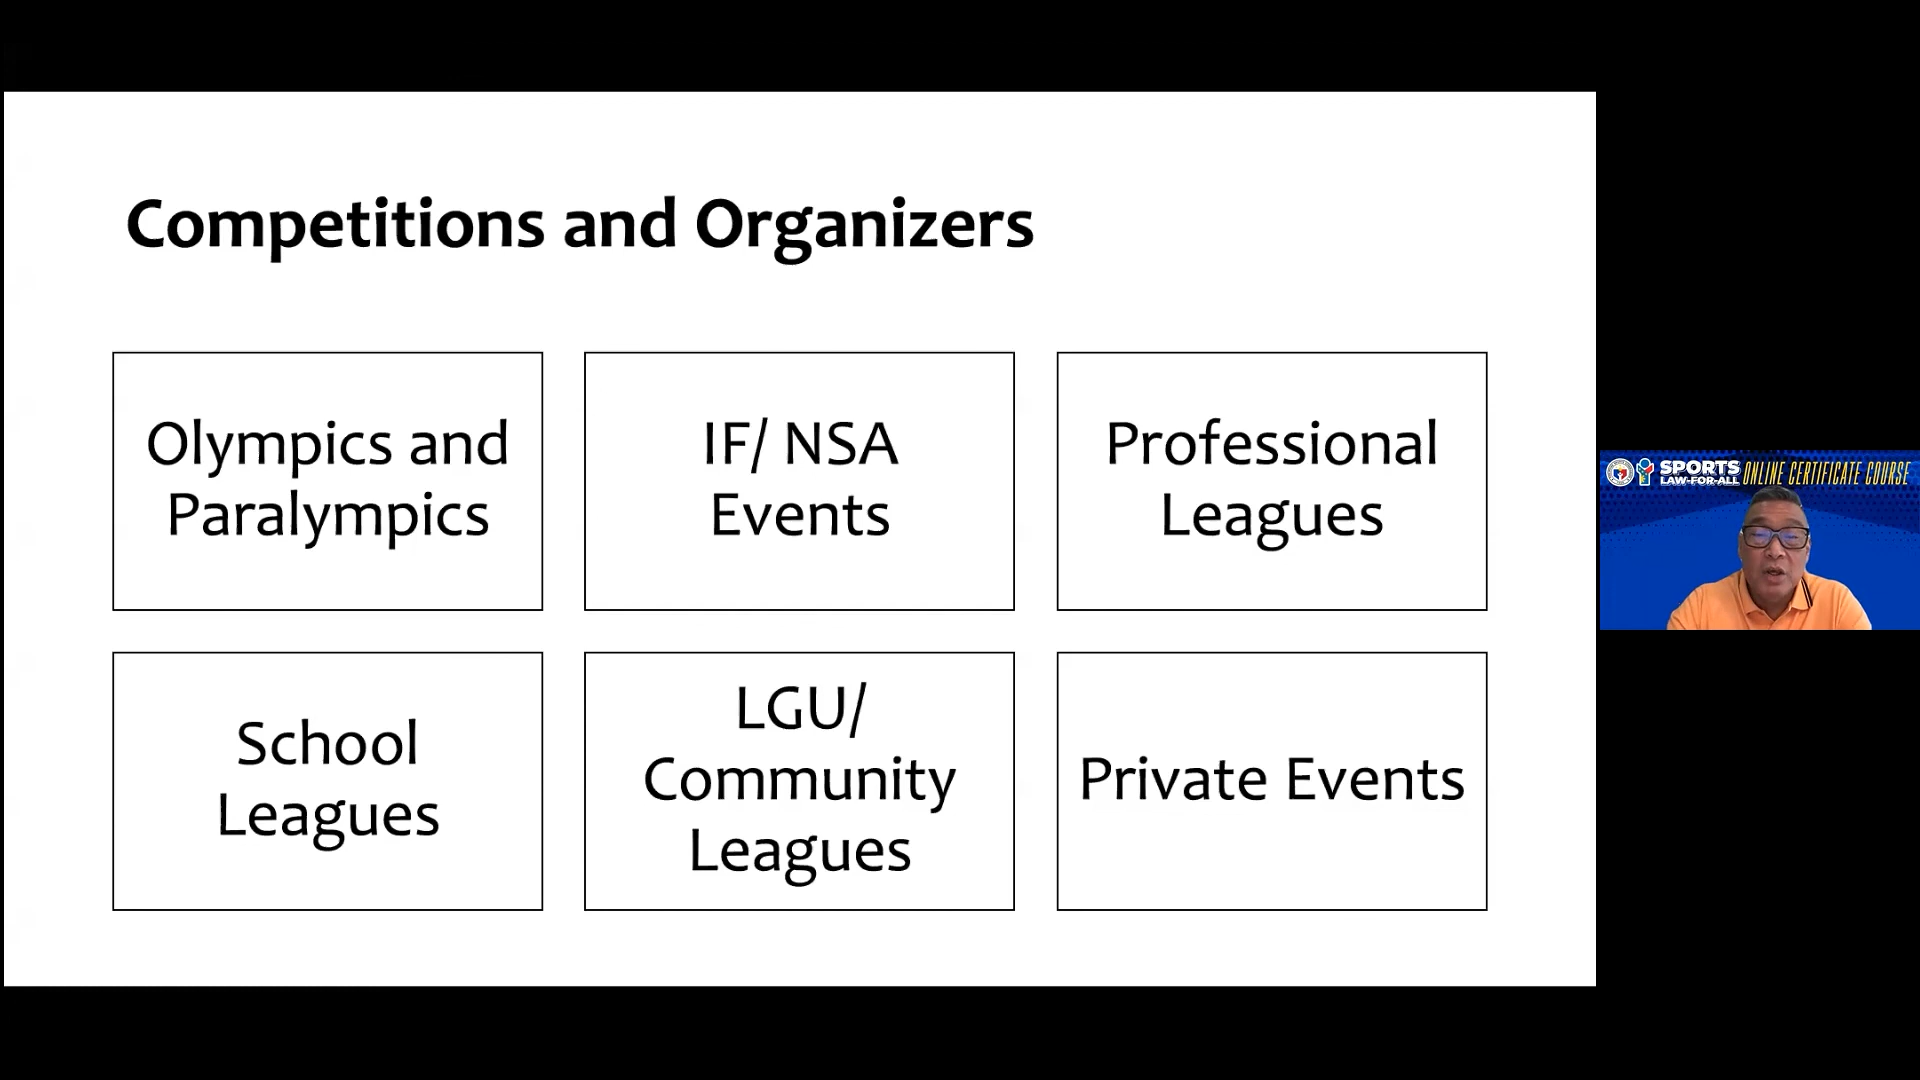 Competitions and Organizers
Olympics and
Paralympics
IF/ NSA
Events
Professional
Leagues
School
Leagues
LGU/
Community
Leagues
Private Events
SPORTS
LAW-FOR-ALL
ONLINE CERTIFICATE COURSE